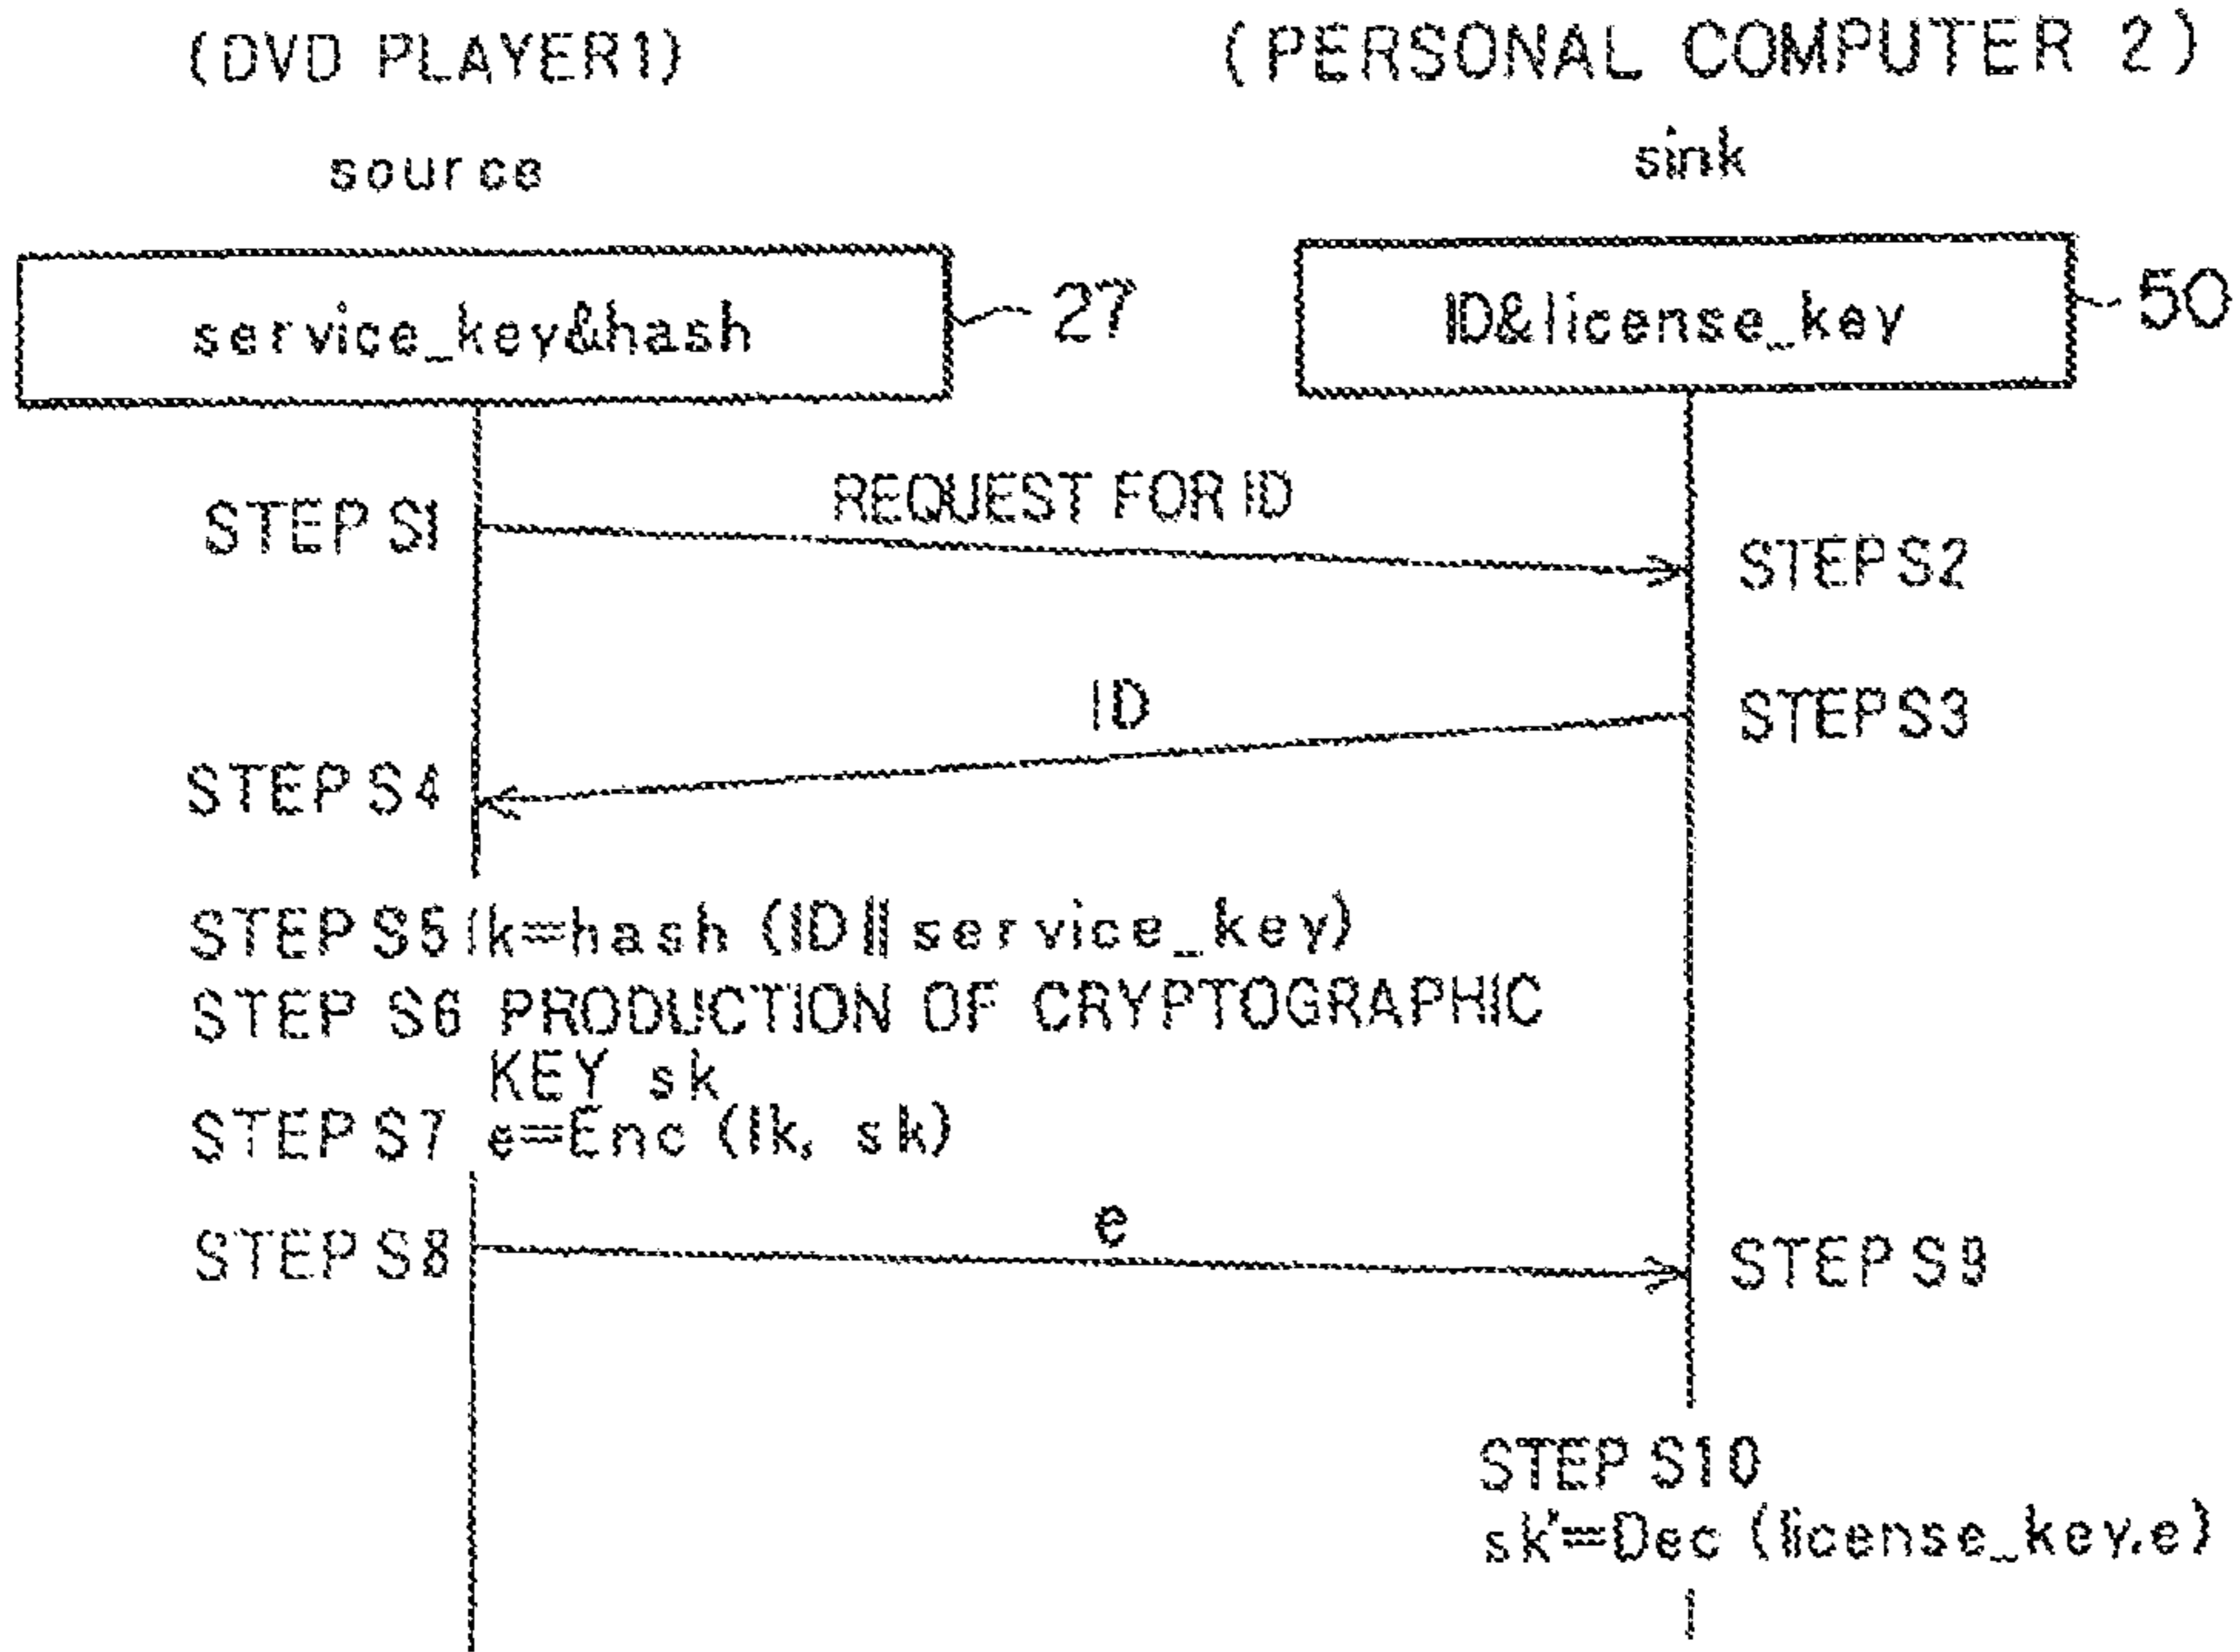 (DVD PLAYER1)
(PERSONAL COMPUTER 2)
source
sink
service_key&hash
27
ID&license_key
50
STEP S1
REQUEST FOR ID
STEP S2
ID
STEP S3
STEP S4
STEP S5 lk=hash (ID || service_key)
STEP S6 PRODUCTION OF CRYPTOGRAPHIC
KEY sk
STEP S7 e=Enc (lk, sk)
STEP S8
e
STEP S9
STEP S10
sk'=Dec (license_key,e)